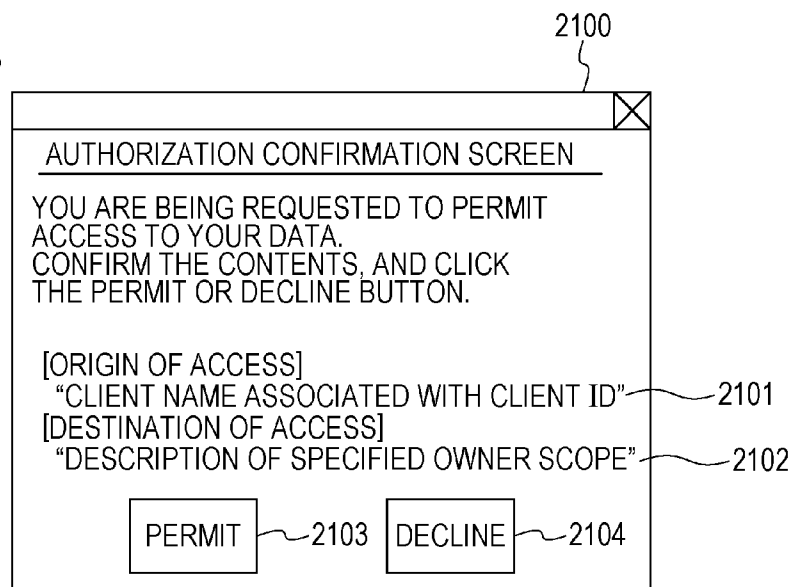 2100
AUTHORIZATION CONFIRMATION SCREEN
YOU ARE BEING REQUESTED TO PERMIT
ACCESS TO YOUR DATA.
CONFIRM THE CONTENTS, AND CLICK
THE PERMIT OR DECLINE BUTTON.
[ORIGIN OF ACCESS]
“CLIENT NAME ASSOCIATED WITH CLIENT ID” 2101
[DESTINATION OF ACCESS]
“DESCRIPTION OF SPECIFIED OWNER SCOPE” 2102
PERMIT 2103 DECLINE 2104